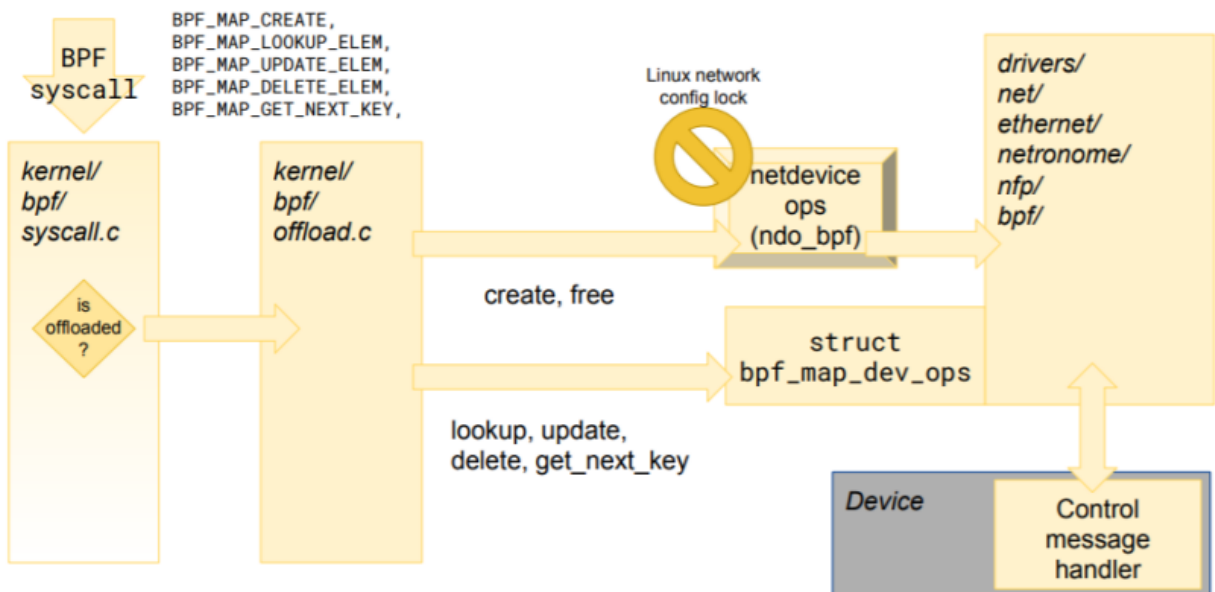 BPF
syscall
BPF_MAP_CREATE,
BPF_MAP_LOOKUP_ELEM,
BPF_MAP_UPDATE_ELEM,
BPF_MAP_DELETE_ELEM,
BPF_MAP_GET_NEXT_KEY,
kernel/
bpf/
syscall.c
is
offloaded
?
kernel/
bpf/
offload.c
Linux network
config lock
netdevice
ops
(ndo_bpf)
create, free
struct
bpf_map_dev_ops
lookup, update,
delete, get_next_key
drivers/
net/
ethernet/
netronome/
nfp/
bpf/
Device
Control
message
handler